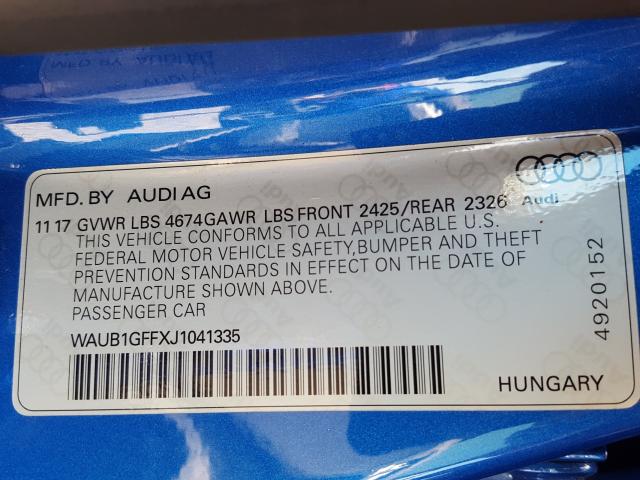 MFD. BY AUDI AG
11 17 GVWR LBS 4674 GAWR LBS FRONT 2425/REAR 2326
THIS VEHICLE CONFORMS TO ALL APPLICABLE U.S.
FEDERAL MOTOR VEHICLE SAFETY,BUMPER AND THEFT
PREVENTION STANDARDS IN EFFECT ON THE DATE OF
MANUFACTURE SHOWN ABOVE.
PASSENGER CAR
WAUB1GFFXJ1041335
Audi
4920152
HUNGARY